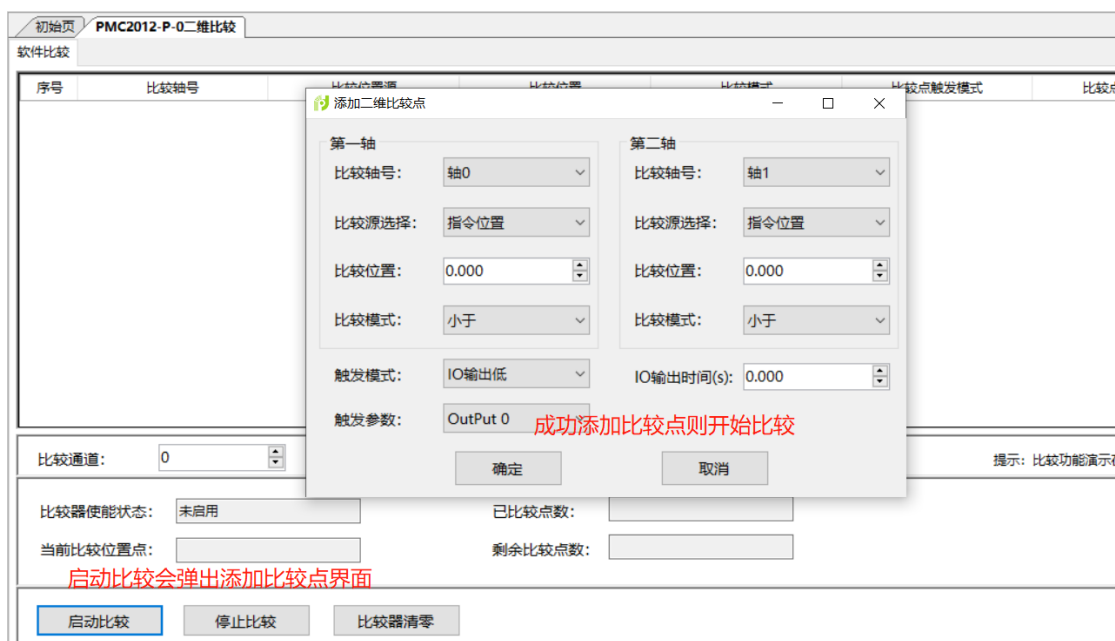 初始页 PMC2012-P-0二维比较
软件比较
序号 比较轴号 比较位置源 比较位置 比较模式 比较点触发模式
添加二维比较点
第一轴 第二轴
比较轴号: 轴0 比较轴号: 轴1
比较源选择: 指令位置 比较源选择: 指令位置
比较位置: 0.000 比较位置: 0.000
比较模式: 小于 比较模式: 小于
触发模式: IO输出低 IO输出时间(s): 0.000
触发参数: OutPut 0
成功添加比较点则开始比较
确定 取消
比较通道: 0 提示: 比较功能演示
比较器使能状态: 未启用 已比较点数:
当前比较位置点: 剩余比较点数:
启动比较会弹出添加比较点界面
启动比较 停止比较 比较器清零